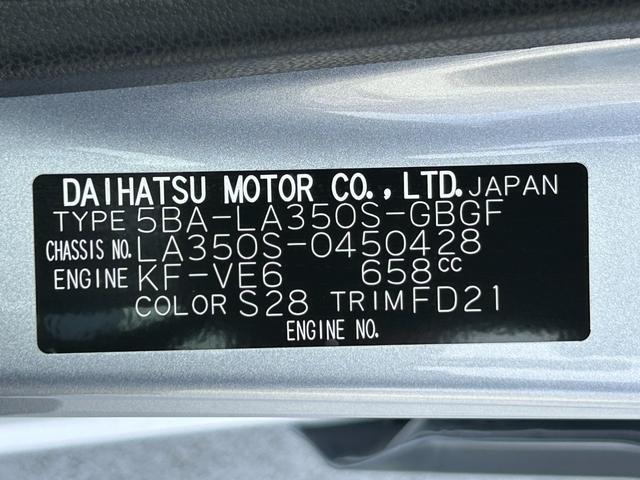 DAIHATSU MOTOR CO.,LTD. JAPAN
TYPE 5BA-LA350S-GBGF
CHASSIS NO. LA350S-0450428
ENGINE KF-VE6 658cc
COLOR S28 TRIM FD21
ENGINE NO.